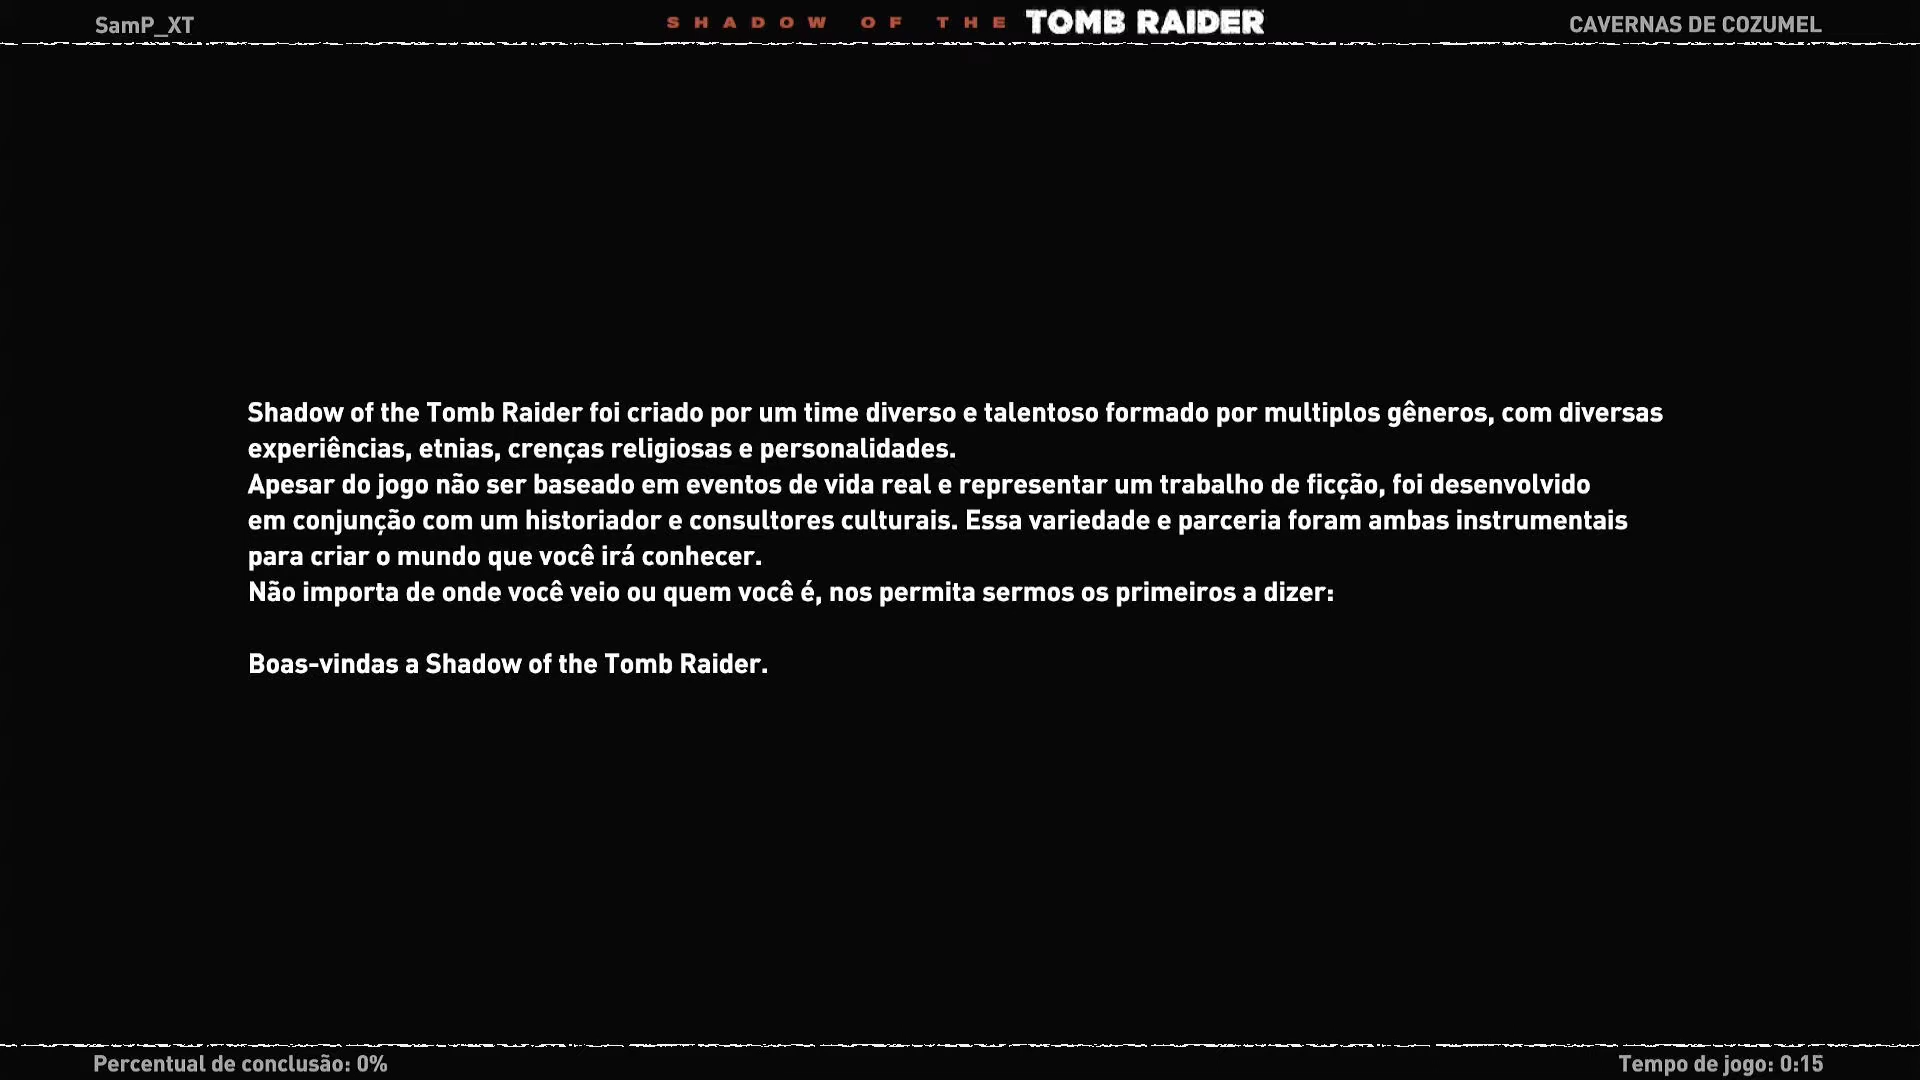 SamP_XT
SHADOW OF THE TOMB RAIDER
CAVERNAS DE COZUMEL
Shadow of the Tomb Raider foi criado por um time diverso e talentoso formado por multiplos gêneros, com diversas
experiências, etnias, crenças religiosas e personalidades.
Apesar do jogo não ser baseado em eventos de vida real e representar um trabalho de ficção, foi desenvolvido
em conjunção com um historiador e consultores culturais. Essa variedade e parceria foram ambas instrumentais
para criar o mundo que você irá conhecer.
Não importa de onde você veio ou quem você é, nos permita sermos os primeiros a dizer:
Boas-vindas a Shadow of the Tomb Raider.
Percentual de conclusão: 0%
Tempo de jogo: 0:15